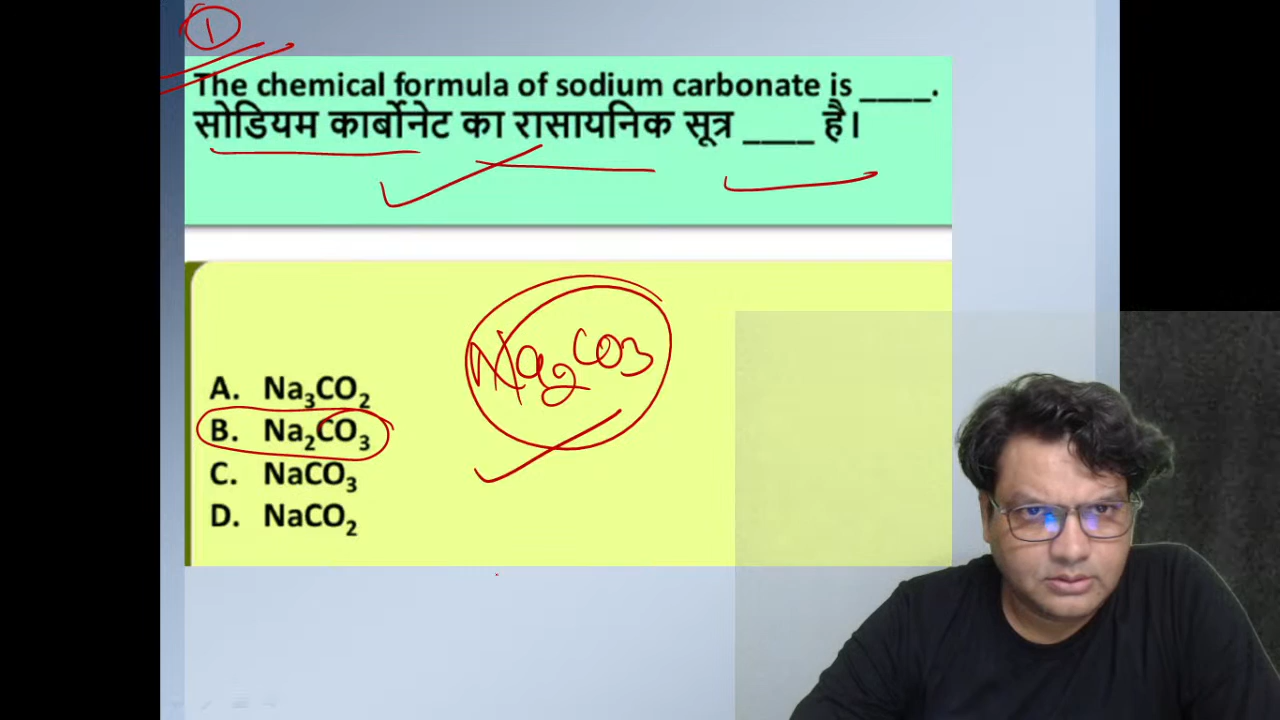 1
The chemical formula of sodium carbonate is ____.
सोडियम कार्बोनेट का रासायनिक सूत्र ____ है।
Na₂CO₃
A. Na₃CO₂
B. Na₂CO₃
C. NaCO₃
D. NaCO₂